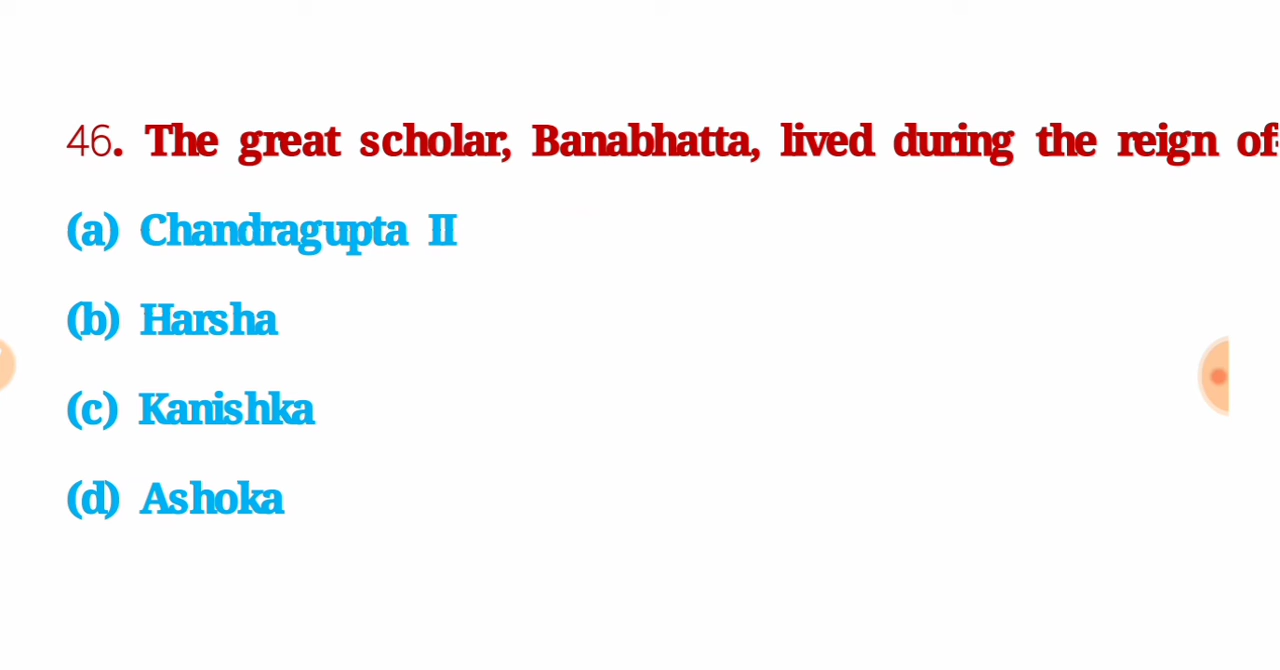 46. The great scholar, Banabhatta, lived during the reign of-
(a) Chandragupta II
(b) Harsha
(c) Kanishka
(d) Ashoka